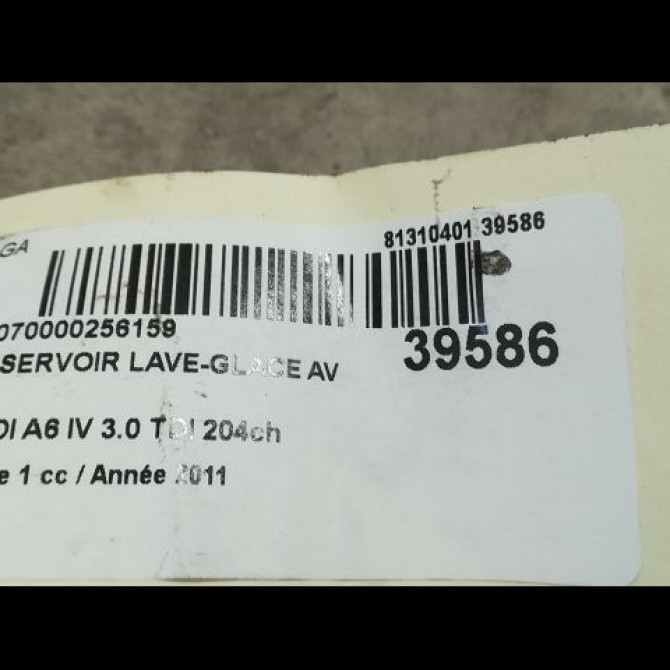 GA
81310401 39586
070000256159
39586
SERVOIR LAVE-GLACE AV
DI A6 IV 3.0 TDI 204ch
e 1 cc / Année 2011